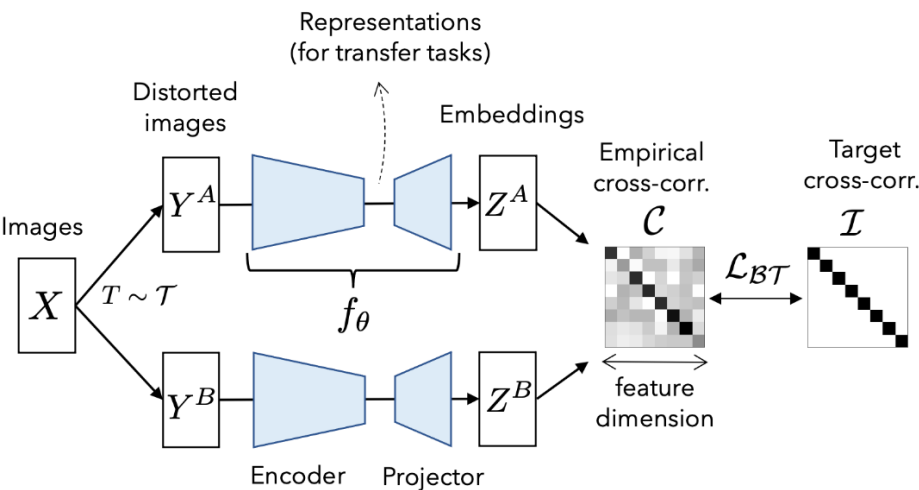 Representations
(for transfer tasks)
Distorted
images
Embeddings
Empirical
cross-corr.
Target
cross-corr.
Images
Y^A
Z^A
𝒞
ℐ
X
T ∼ 𝒯
f_θ
ℒ_ℬ𝒯
Y^B
Z^B
feature
dimension
Encoder
Projector